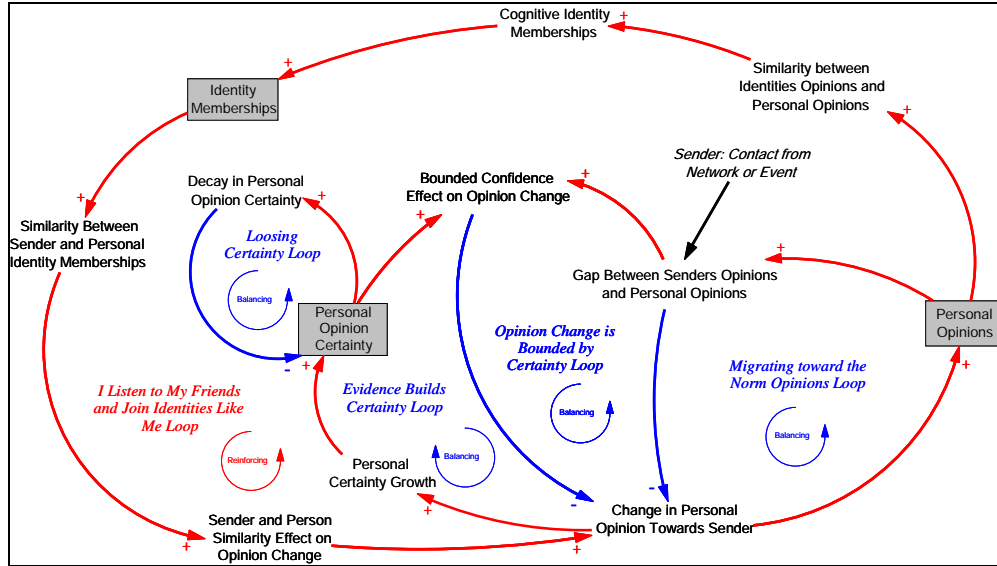 Cognitive Identity
Memberships
+
+
Identity
Memberships
Similarity between
Identities Opinions and
Personal Opinions
+
Sender: Contact from
Network or Event
Decay in Personal
Opinion Certainty
+
Bounded Confidence
Effect on Opinion Change
+
+
+
Similarity Between
Sender and Personal
Identity Memberships
Loosing
Certainty Loop
Balancing
Gap Between Senders Opinions
and Personal Opinions
+
Personal
Opinion
Certainty
-
+
Personal
Opinions
+
Opinion Change is
Bounded by
Certainty Loop
Balancing
Migrating toward the
Norm Opinions Loop
Balancing
I Listen to My Friends
and Join Identities Like
Me Loop
Reinforcing
Evidence Builds
Certainty Loop
Balancing
Personal
Certainty Growth
+
-
-
Change in Personal
Opinion Towards Sender
+
Sender and Person
Similarity Effect on
Opinion Change
+